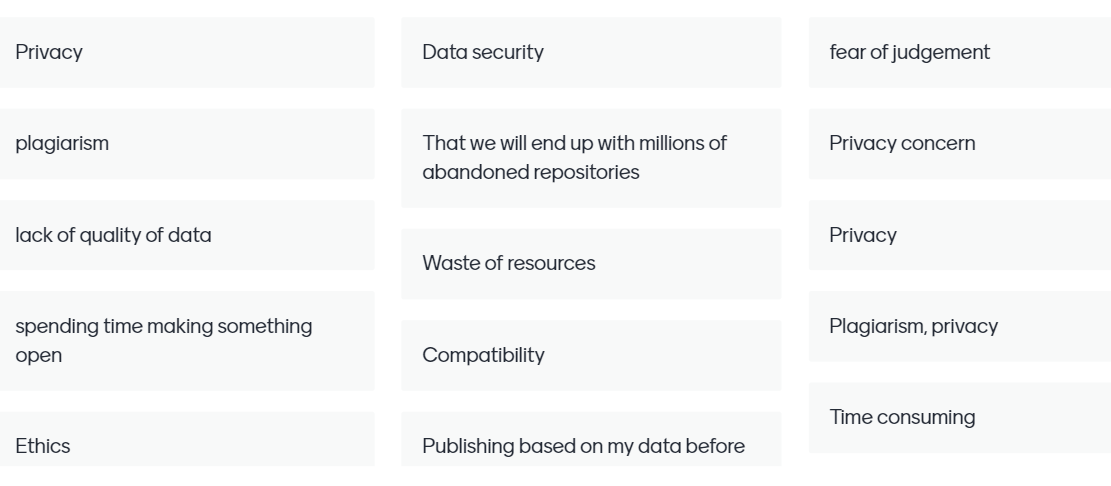 Privacy
plagiarism
lack of quality of data
spending time making something
open
Ethics
Data security
That we will end up with millions of
abandoned repositories
Waste of resources
Compatibility
Publishing based on my data before
fear of judgement
Privacy concern
Privacy
Plagiarism, privacy
Time consuming